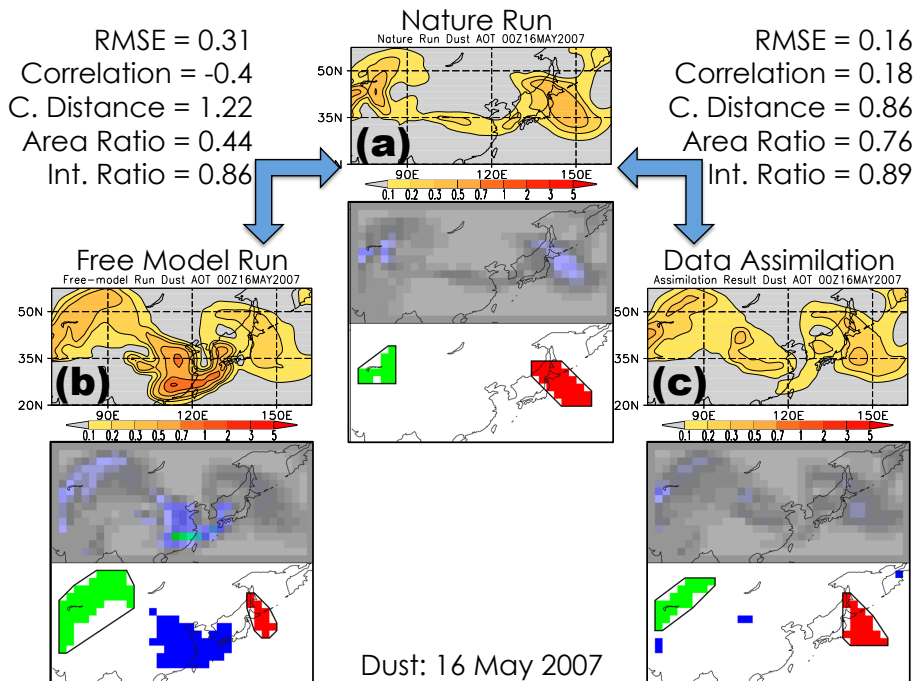 Nature Run
Nature Run Dust AOT 00Z16MAY2007
50N
35N
20N
(a)
90E 120E 150E
0.1 0.2 0.3 0.5 0.7 1 2 3 5
RMSE = 0.31
Correlation = -0.4
C. Distance = 1.22
Area Ratio = 0.44
Int. Ratio = 0.86
RMSE = 0.16
Correlation = 0.18
C. Distance = 0.86
Area Ratio = 0.76
Int. Ratio = 0.89
Free Model Run
Free-model Run Dust AOT 00Z16MAY2007
50N
35N
20N
(b)
90E 120E 150E
0.1 0.2 0.3 0.5 0.7 1 2 3 5
Data Assimilation
Assimilation Result Dust AOT 00Z16MAY2007
50N
35N
20N
(c)
90E 120E 150E
0.1 0.2 0.3 0.5 0.7 1 2 3 5
Dust: 16 May 2007